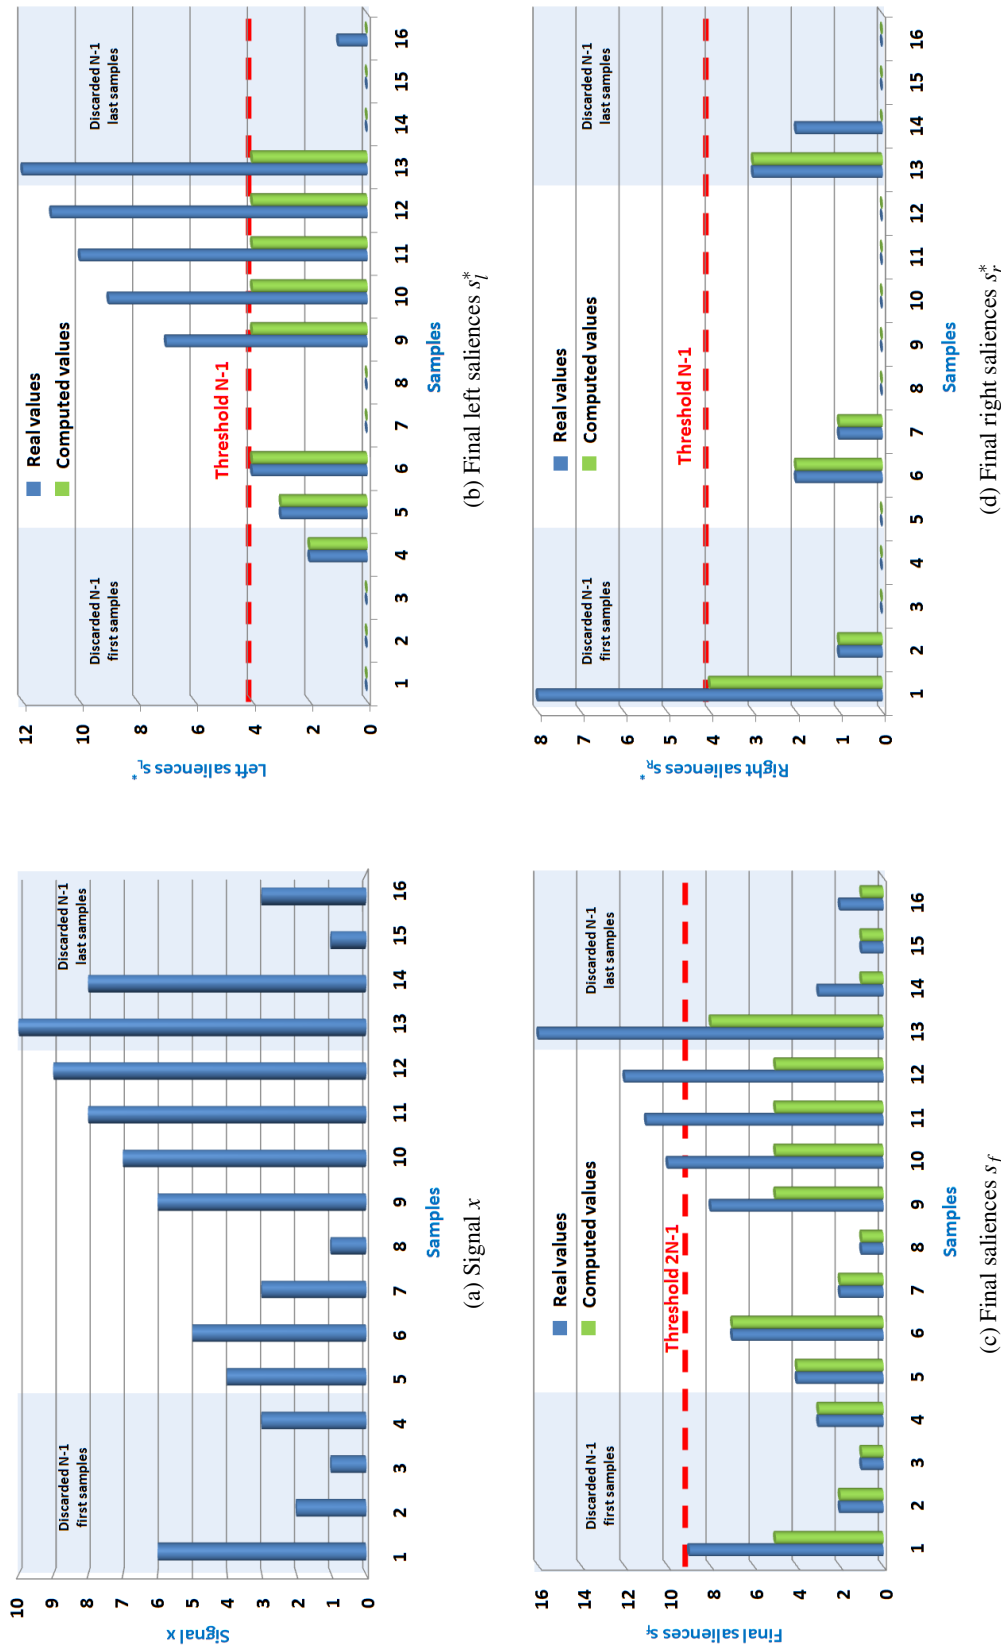 Signal x
10
9
8
7
6
5
4
3
2
1
0
Discarded N-1
first samples
Discarded N-1
last samples
1 2 3 4 5 6 7 8 9 10 11 12 13 14 15 16
Samples
(a) Signal x
Left saliences s_L*
12
10
8
6
4
2
0
Discarded N-1
first samples
Real values
Computed values
Threshold N-1
Discarded N-1
last samples
1 2 3 4 5 6 7 8 9 10 11 12 13 14 15 16
Samples
(b) Final left saliences s_l^*
Final saliences s_f
16
14
12
10
8
6
4
2
0
Discarded N-1
first samples
Real values
Computed values
Threshold 2N-1
Discarded N-1
last samples
1 2 3 4 5 6 7 8 9 10 11 12 13 14 15 16
Samples
(c) Final saliences s_f
Right saliences s_R*
8
7
6
5
4
3
2
1
0
Discarded N-1
first samples
Real values
Computed values
Threshold N-1
Discarded N-1
last samples
1 2 3 4 5 6 7 8 9 10 11 12 13 14 15 16
Samples
(d) Final right saliences s_r^*